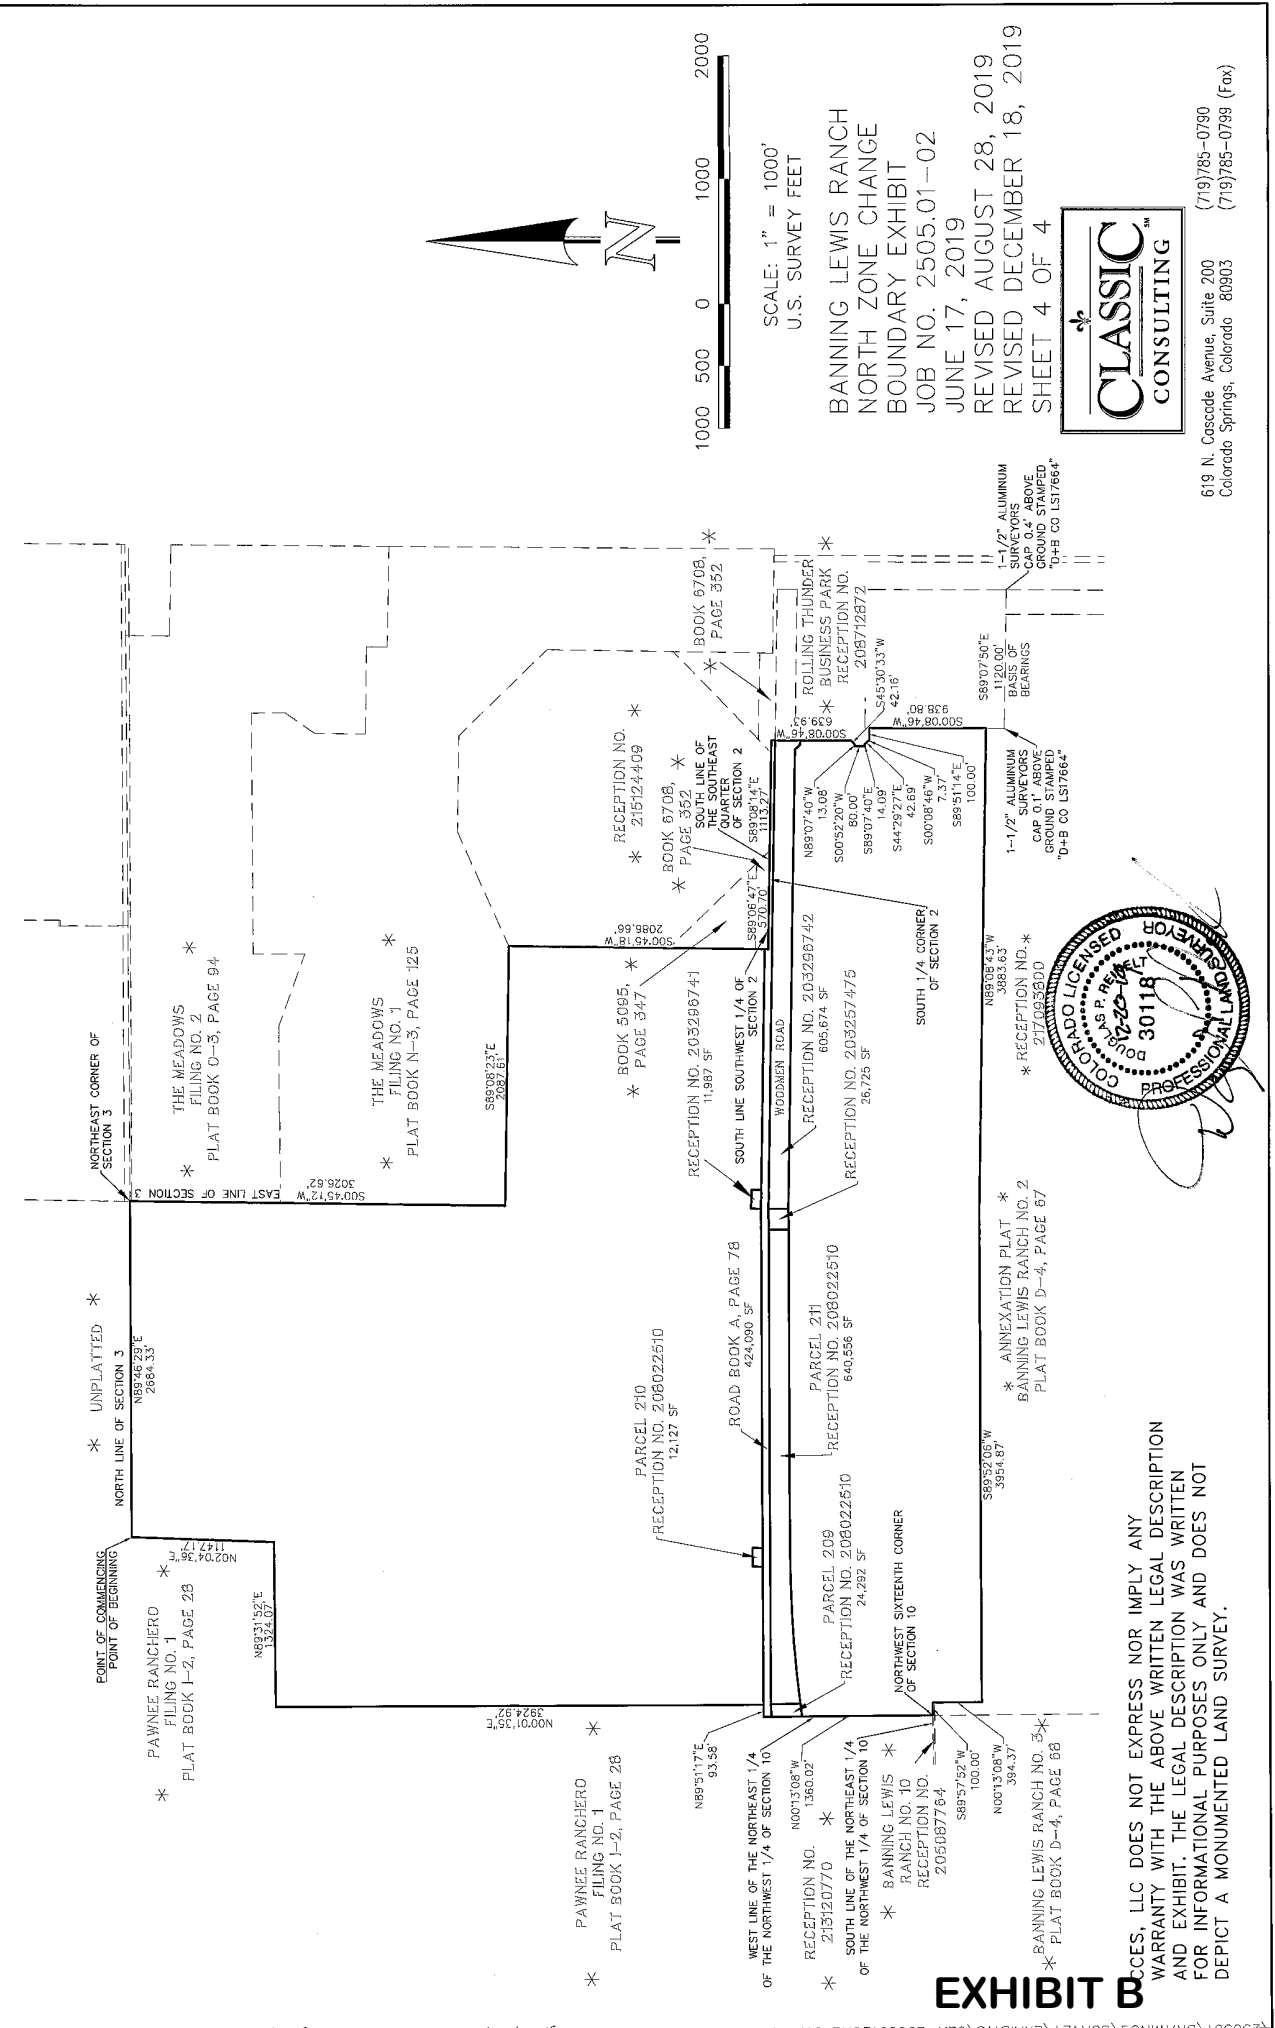 POINT OF COMMENCING
POINT OF BEGINNING
NORTH LINE OF SECTION 3
* UNPLATTED *
N89°46'29"E
2684.33'
NORTHEAST CORNER OF
SECTION 3
PAWNEE RANCHERO
FILING NO. 1
PLAT BOOK I-2, PAGE 28
N02°04'36"E
1147.17'
N89°31'52"E
1324.07'
N00°01'35"E
3924.92'
PAWNEE RANCHERO
FILING NO. 1
PLAT BOOK I-2, PAGE 28
EAST LINE OF SECTION 3
S00°45'12"W
3026.62'
THE MEADOWS
FILING NO. 2
PLAT BOOK O-3, PAGE 94
THE MEADOWS
FILING NO. 1
PLAT BOOK N-3, PAGE 125
S89°08'23"E
2087.61'
S00°45'18"W
2086.66'
RECEPTION NO.
215124409
BOOK 6708,
PAGE 352
BOOK 6708,
PAGE 352
BOOK 5095,
PAGE 347
SOUTH LINE OF
THE SOUTHEAST
QUARTER
OF SECTION 2
S89°08'14"E
1113.27'
S89°06'47"E
570.70'
SOUTH LINE SOUTHWEST 1/4 OF
SECTION 2
RECEPTION NO. 203296741
11,987 SF
PARCEL 210
RECEPTION NO. 208022510
12,127 SF
ROAD BOOK A, PAGE 78
424,090 SF
WOODMEN ROAD
RECEPTION NO. 203296742
605,674 SF
RECEPTION NO. 203257475
26,725 SF
PARCEL 211
RECEPTION NO. 208022510
640,556 SF
PARCEL 209
RECEPTION NO. 208022510
24,292 SF
ROLLING THUNDER
BUSINESS PARK
RECEPTION NO.
208712872
S00°08'46"W
639.93'
S45°30'33"W
42.16'
S00°08'46"W
938.80'
N89°07'40"W
13.08'
S00°52'20"W
80.00'
S89°07'40"E
14.09'
S44°29'27"E
42.69'
S00°08'46"W
7.37'
S89°51'14"E
100.00'
S89°07'50"E
1120.00'
BASIS OF
BEARINGS
1-1/2" ALUMINUM
SURVEYORS
CAP 0.4' ABOVE
GROUND STAMPED
"D+B CO LS17664"
1-1/2" ALUMINUM
SURVEYORS
CAP 0.1' ABOVE
GROUND STAMPED
"D+B CO LS17664"
SOUTH 1/4 CORNER
OF SECTION 2
N89°08'43"W
3883.63'
* RECEPTION NO. *
217093800
* ANNEXATION PLAT *
BANNING LEWIS RANCH NO. 2
PLAT BOOK D-4, PAGE 67
S89°52'06"W
3954.87'
NORTHWEST SIXTEENTH CORNER
OF SECTION 10
N89°51'17"E
93.58'
WEST LINE OF THE NORTHEAST 1/4
OF THE NORTHWEST 1/4 OF SECTION 10
N00°13'08"W
1360.02'
RECEPTION NO.
213120770
SOUTH LINE OF THE NORTHEAST 1/4
OF THE NORTHWEST 1/4 OF SECTION 10
* BANNING LEWIS *
RANCH NO. 10
RECEPTION NO.
205087764
S89°57'52"W
100.00'
N00°13'08"W
394.37'
* BANNING LEWIS RANCH NO. 3 *
PLAT BOOK D-4, PAGE 68
1000 500 0 1000 2000
N
SCALE: 1" = 1000'
U.S. SURVEY FEET
BANNING LEWIS RANCH
NORTH ZONE CHANGE
BOUNDARY EXHIBIT
JOB NO. 2505.01-02
JUNE 17, 2019
REVISED AUGUST 28, 2019
REVISED DECEMBER 18, 2019
SHEET 4 OF 4
CLASSIC SM
CONSULTING
619 N. Cascade Avenue, Suite 200 (719)785-0790
Colorado Springs, Colorado 80903 (719)785-0799 (Fax)
COLORADO LICENSED
DOUGLAS P. REINELT
12-20-19
30118
PROFESSIONAL LAND SURVEYOR
CCES, LLC DOES NOT EXPRESS NOR IMPLY ANY
WARRANTY WITH THE ABOVE WRITTEN LEGAL DESCRIPTION
AND EXHIBIT. THE LEGAL DESCRIPTION WAS WRITTEN
FOR INFORMATIONAL PURPOSES ONLY AND DOES NOT
DEPICT A MONUMENTED LAND SURVEY.
EXHIBIT B